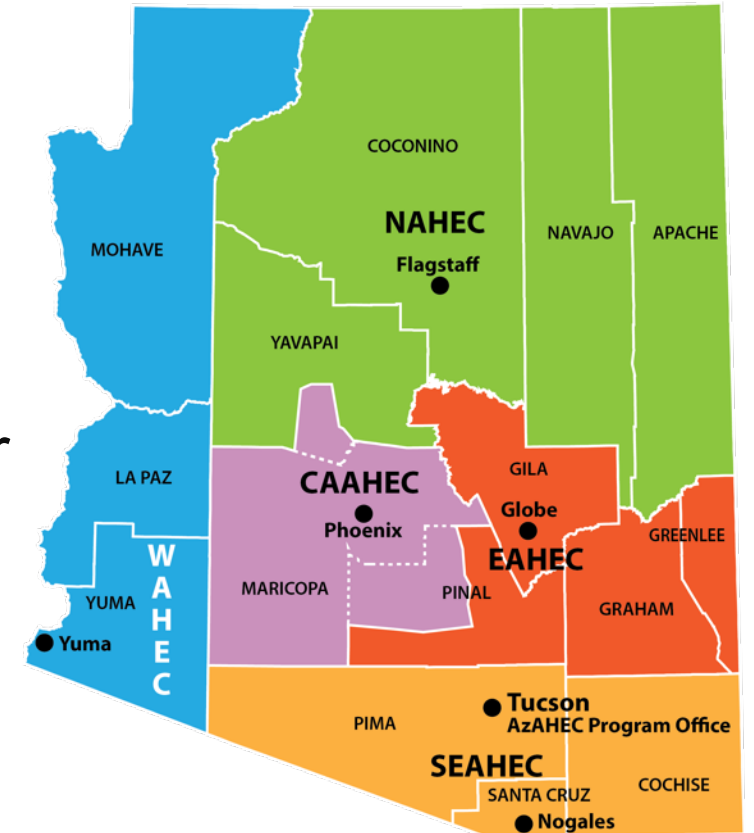 COCONINO
NAHEC
Flagstaff
NAVAJO
APACHE
MOHAVE
YAVAPAI
LA PAZ
CAAHEC
Phoenix
GILA
Globe
EAHEC
GREENLEE
W
A
H
E
C
YUMA
Yuma
MARICOPA
PINAL
GRAHAM
Tucson
AzAHEC Program Office
PIMA
SEAHEC
SANTA CRUZ
COCHISE
Nogales